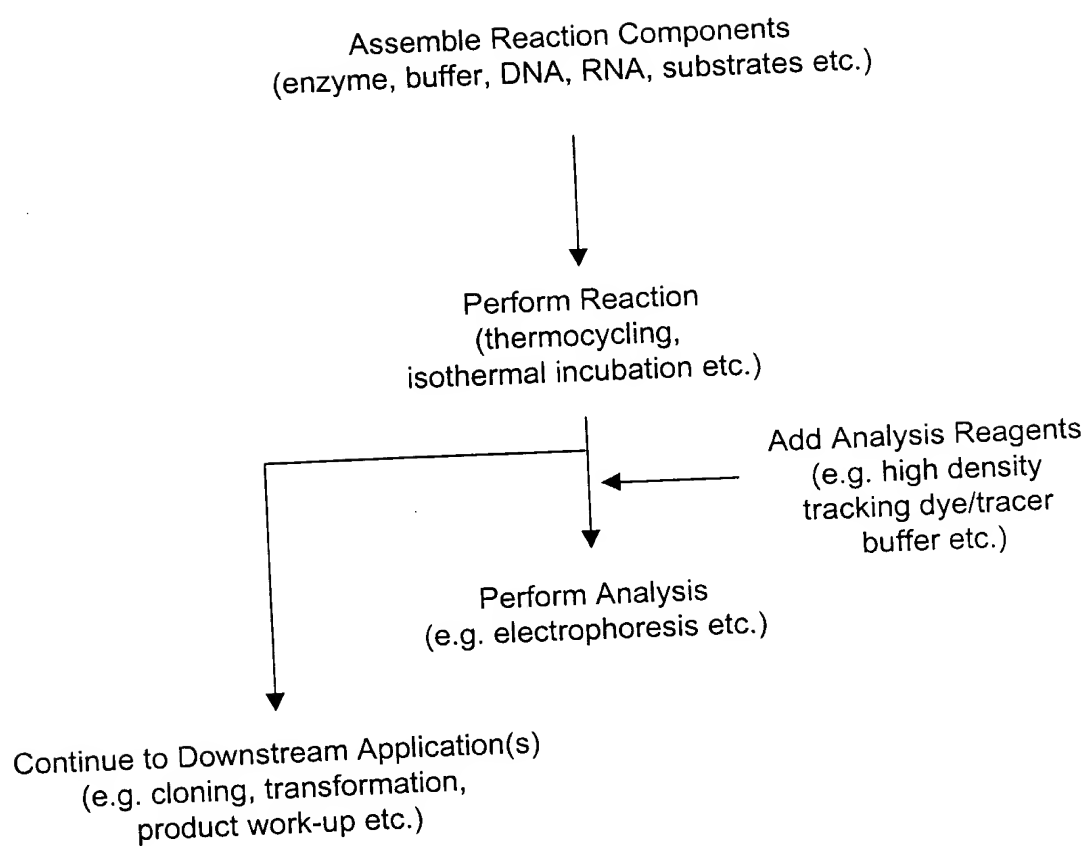 Assemble Reaction Components
(enzyme, buffer, DNA, RNA, substrates etc.)
Perform Reaction
(thermocycling,
isothermal incubation etc.)
Add Analysis Reagents
(e.g. high density
tracking dye/tracer
buffer etc.)
Perform Analysis
(e.g. electrophoresis etc.)
Continue to Downstream Application(s)
(e.g. cloning, transformation,
product work-up etc.)